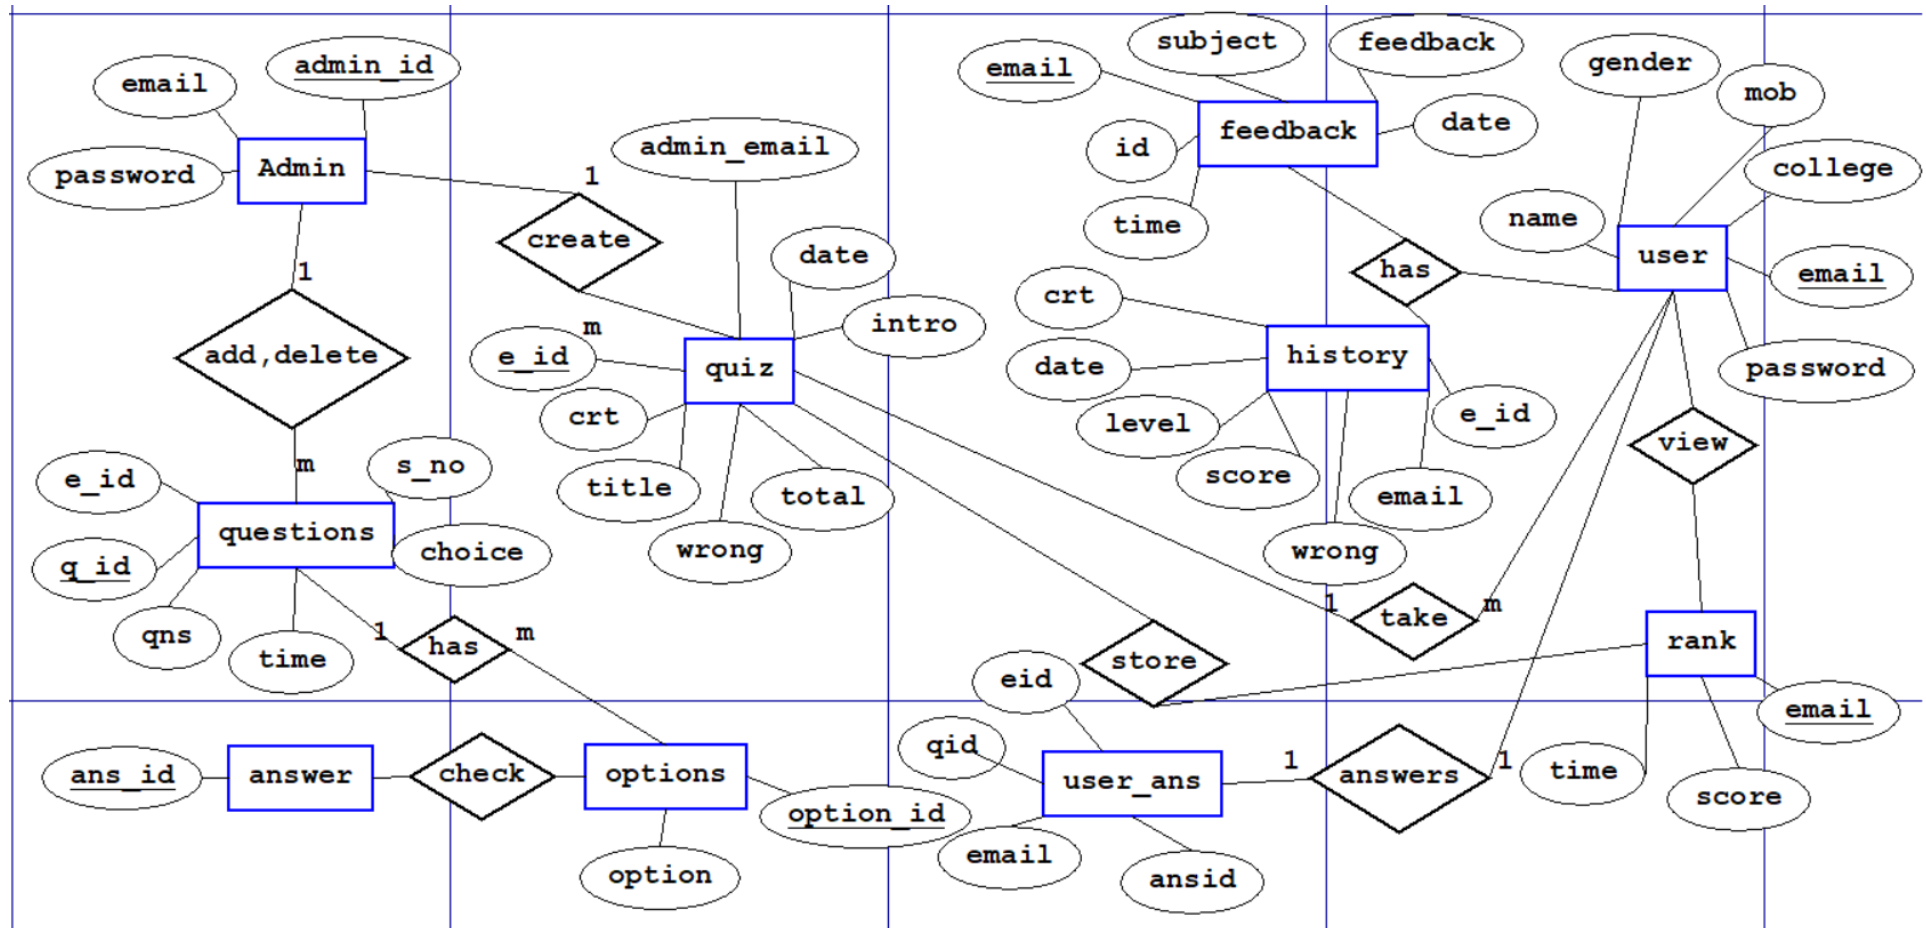 subject
feedback
email
admin_id
gender
email
mob
admin_email
feedback
date
id
Admin
password
1
college
name
time
create
date
user
has
email
1
crt
intro
m
add,delete
e_id
quiz
history
date
password
crt
level
e_id
view
m
s_no
e_id
title
total
score
email
questions
choice
wrong
wrong
q_id
1
take
m
qns
1
has
m
time
rank
store
eid
email
qid
ans_id
answer
check
options
user_ans
1
answers
1
time
option_id
score
email
ansid
option